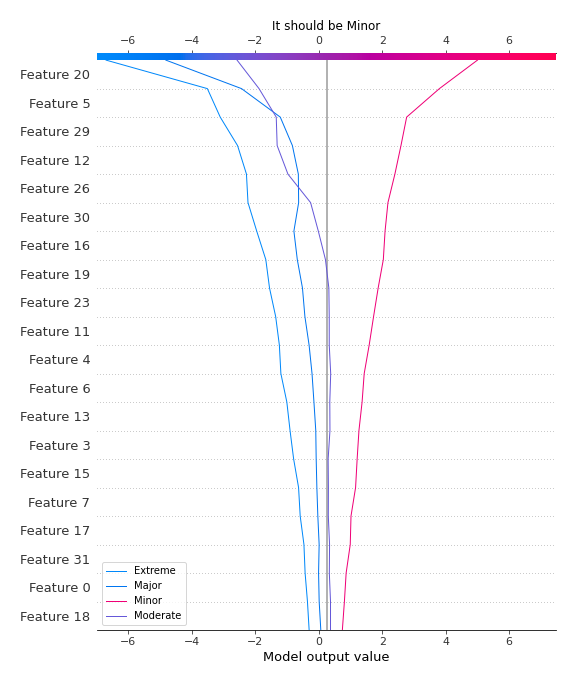 It should be Minor
−6 −4 −2 0 2 4 6
Feature 20
Feature 5
Feature 29
Feature 12
Feature 26
Feature 30
Feature 16
Feature 19
Feature 23
Feature 11
Feature 4
Feature 6
Feature 13
Feature 3
Feature 15
Feature 7
Feature 17
Feature 31
Feature 0
Feature 18
Extreme
Major
Minor
Moderate
−6 −4 −2 0 2 4 6
Model output value